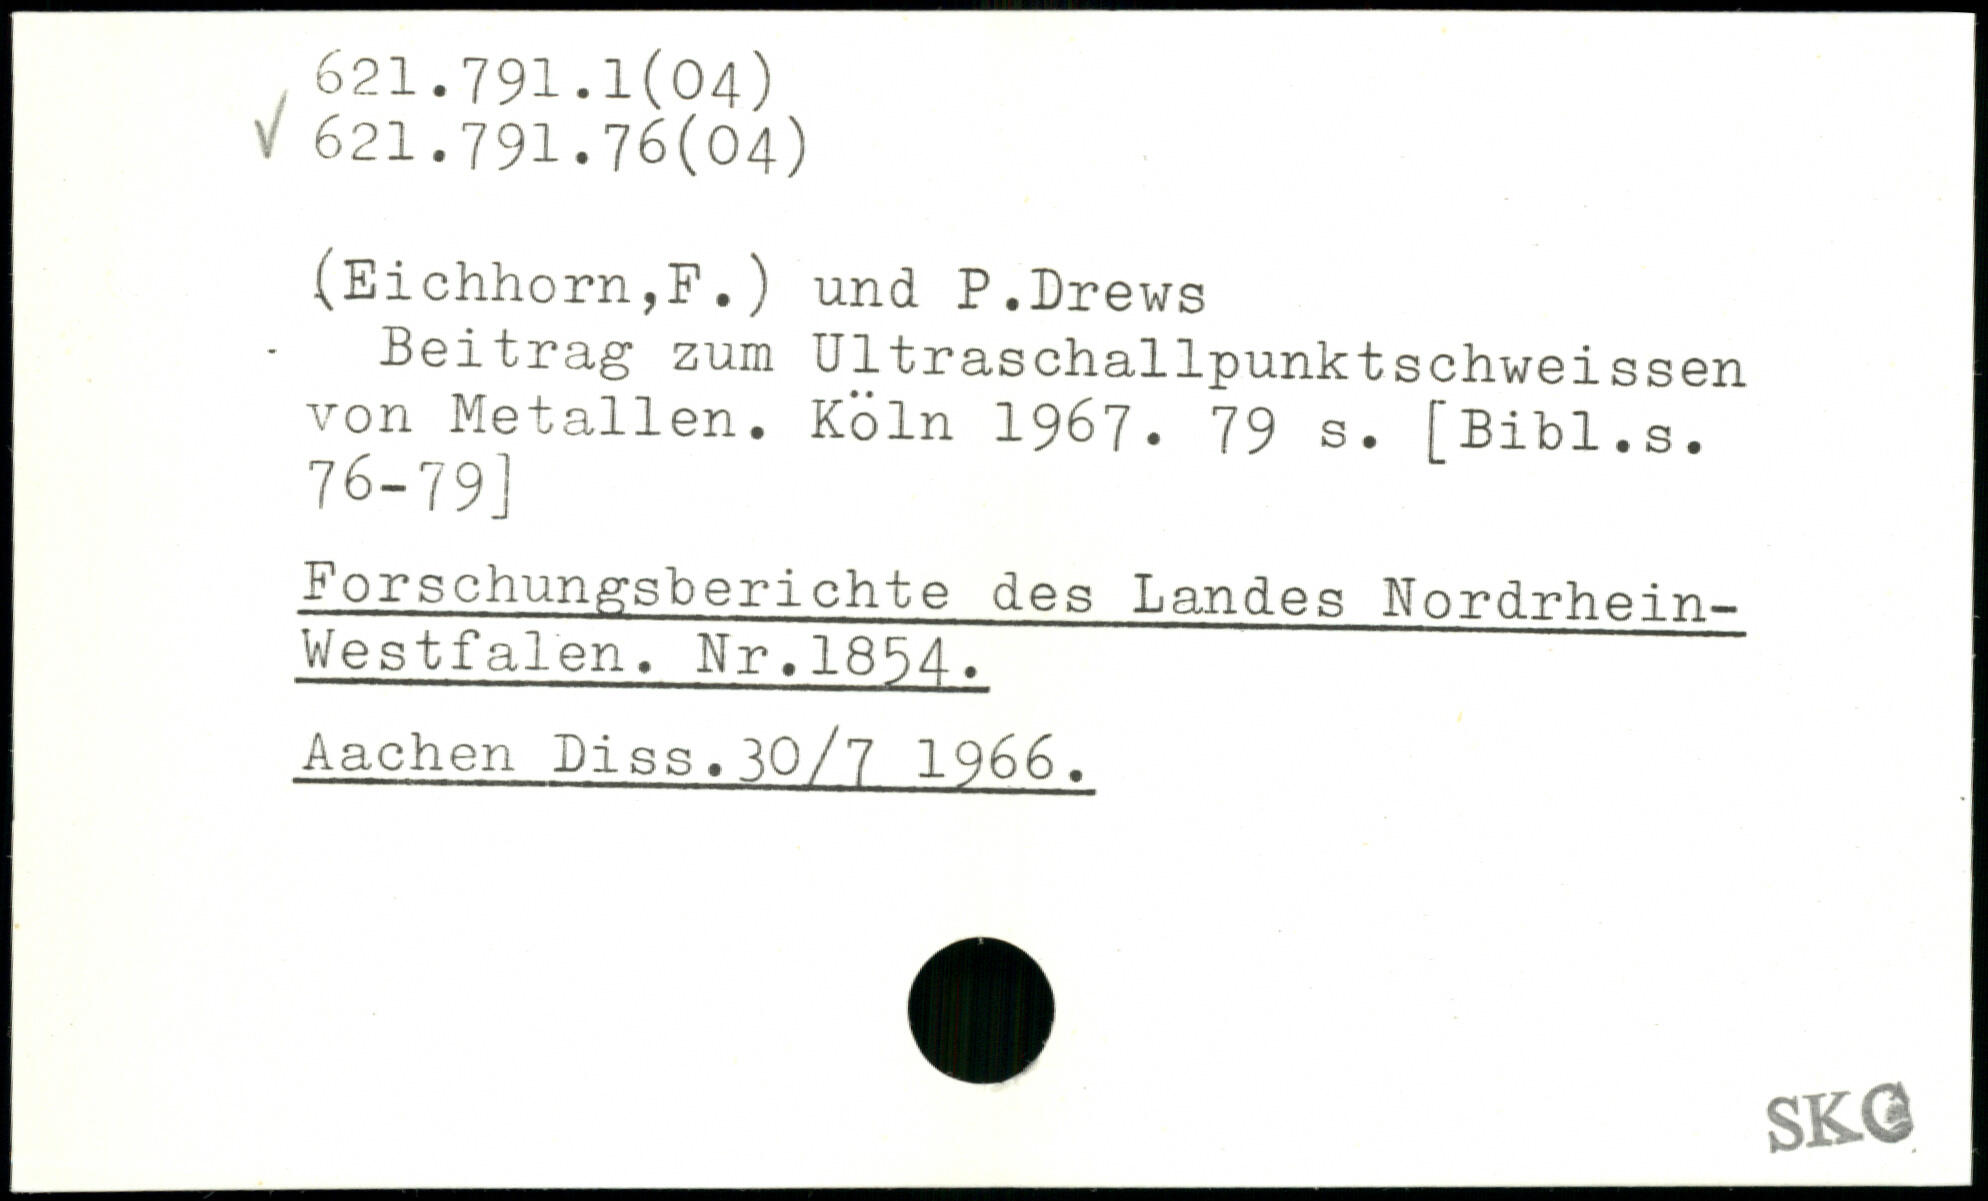 621.791.1(04)
√ 621.791.76(04)
(Eichhorn,F.) und P.Drews
Beitrag zum Ultraschallpunktschweissen
von Metallen. Köln 1967. 79 s. [Bibl.s.
76-79]
Forschungsberichte des Landes Nordrhein-
Westfalen. Nr.1854.
Aachen Diss.30/7 1966.
SKC